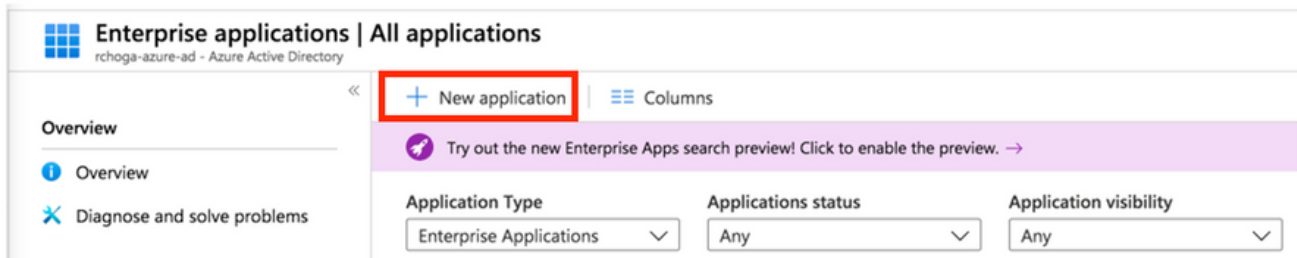 Enterprise applications | All applications
rchoga-azure-ad - Azure Active Directory
«
+ New application
Columns
Overview
Try out the new Enterprise Apps search preview! Click to enable the preview. →
Overview
Diagnose and solve problems
Application Type
Applications status
Application visibility
Enterprise Applications
Any
Any